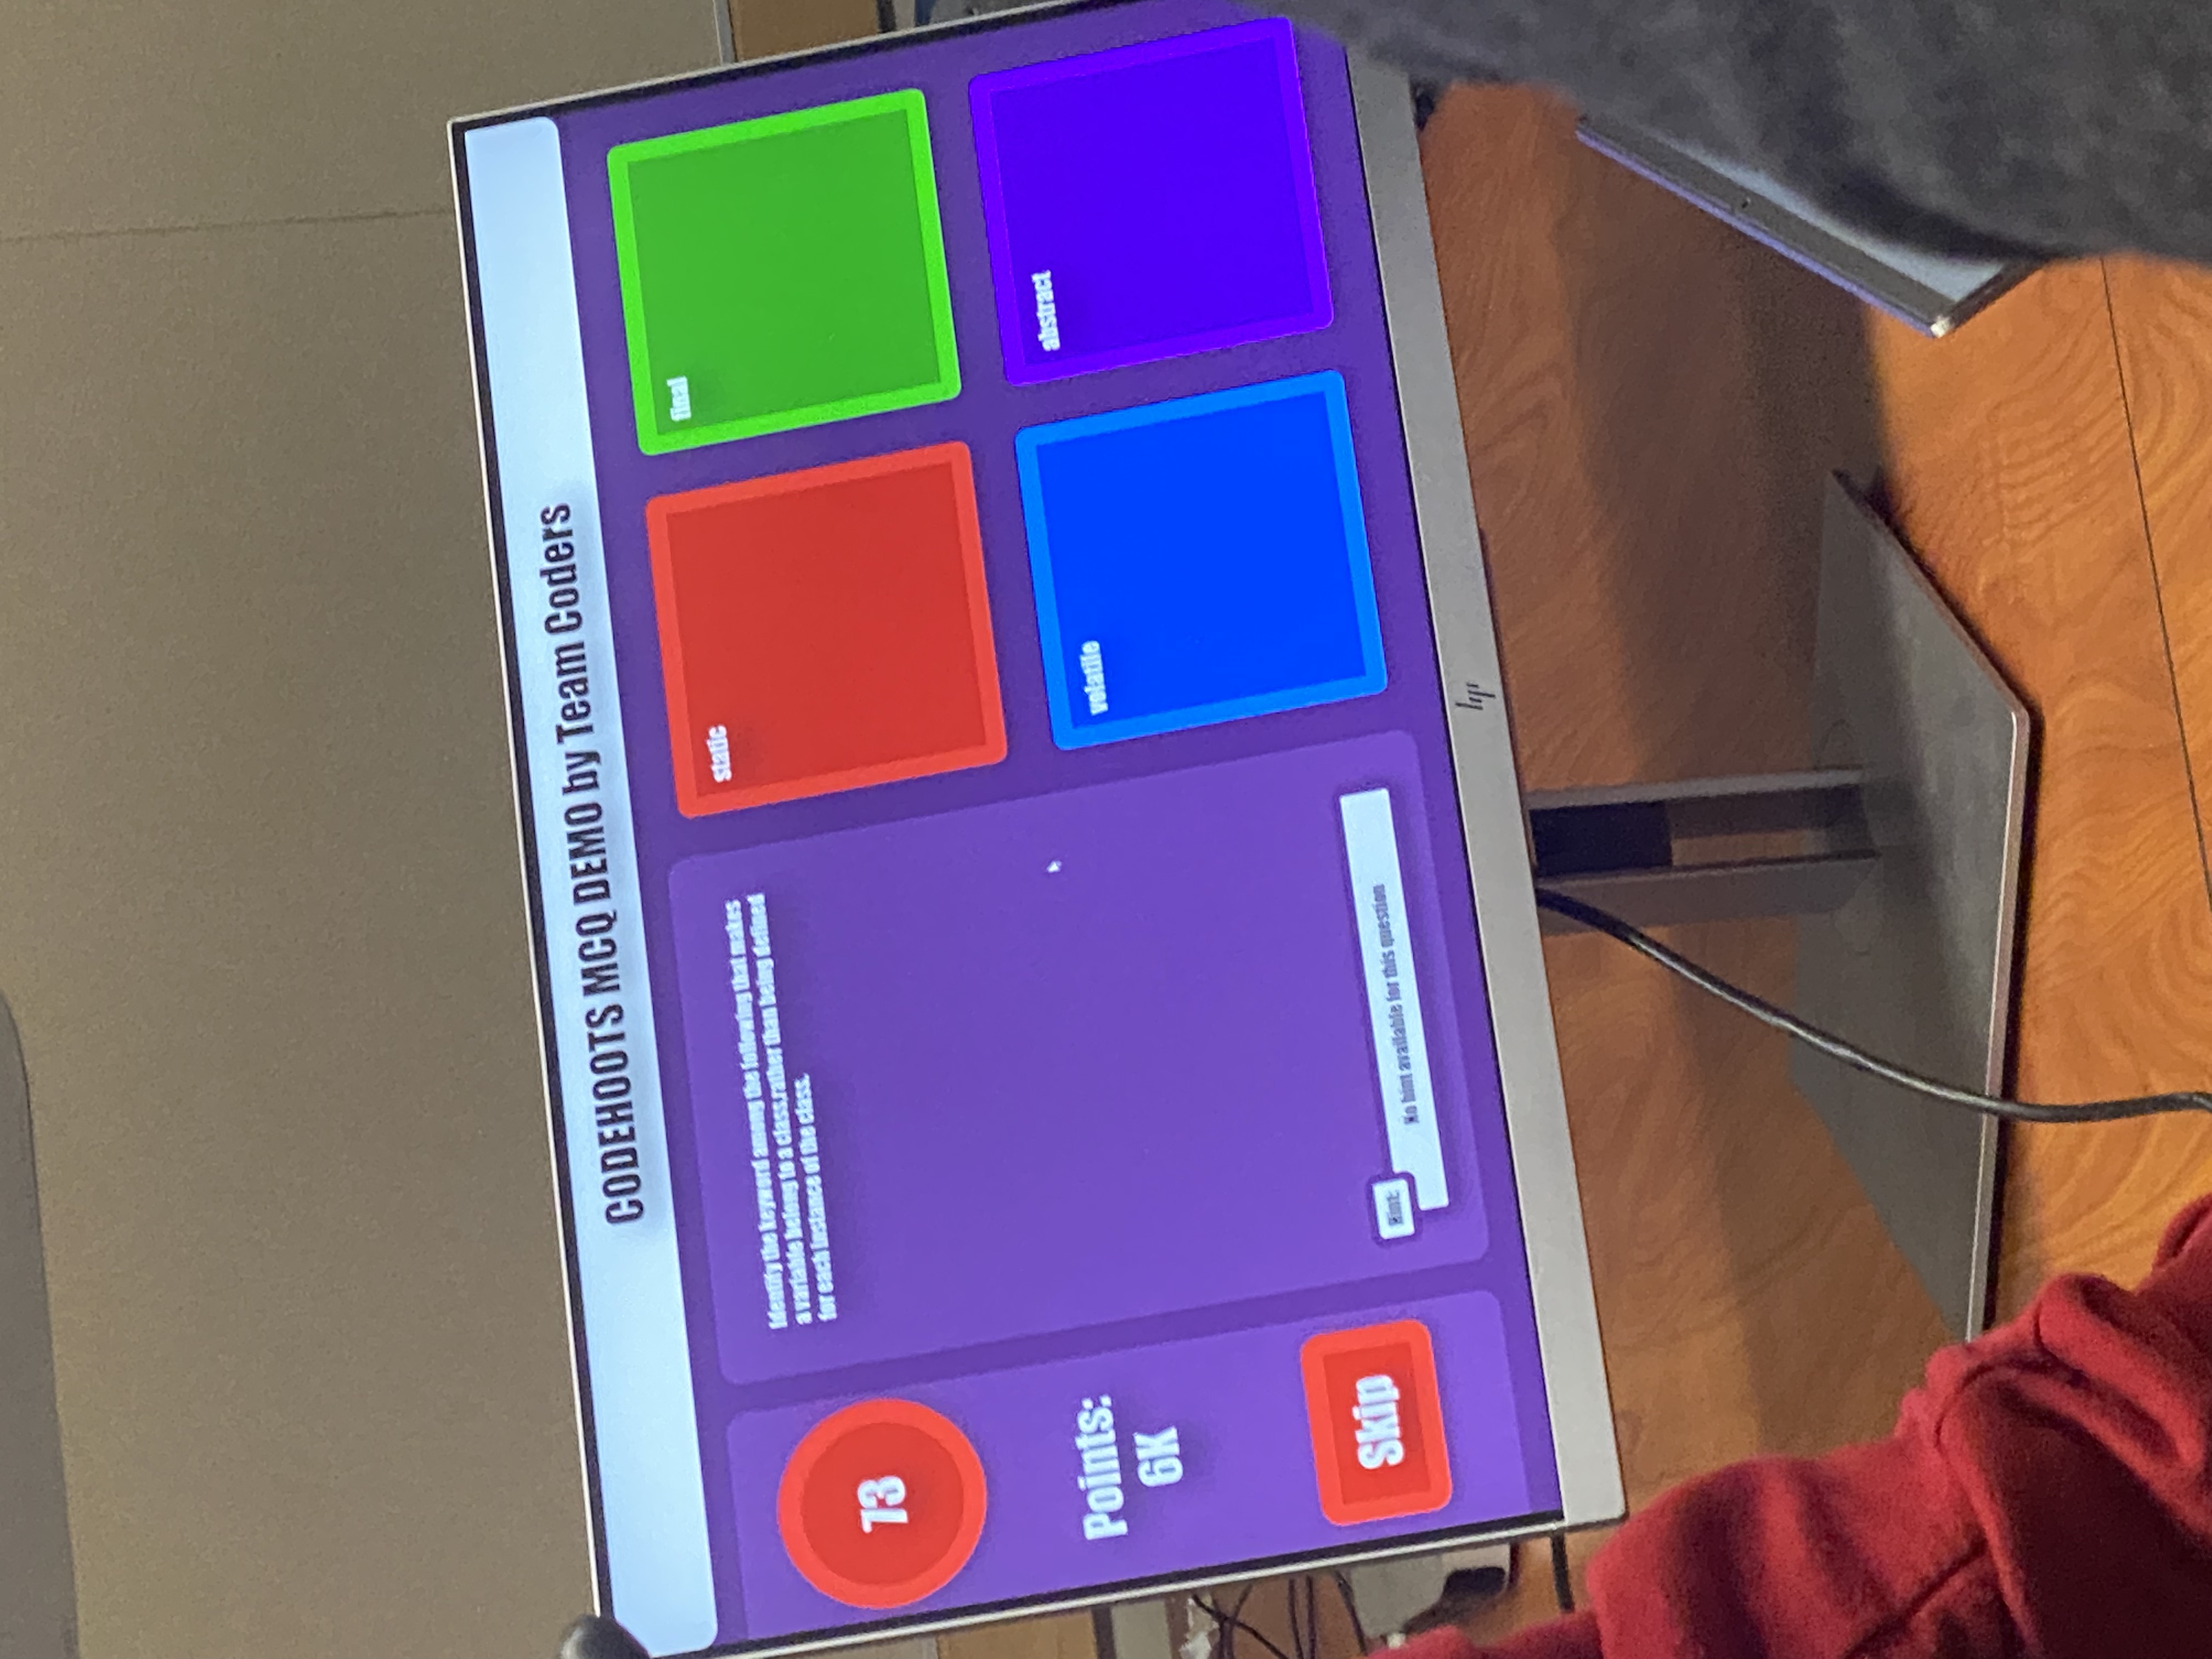 CODEHOOTS MCQ DEMO by Team Coders
73
Points:
6K
Skip
Identify the keyword among the following that makes
a variable belong to a class,rather than being defined
for each instance of the class.
Hint:
No hint available for this question
static
final
volatile
abstract
hp